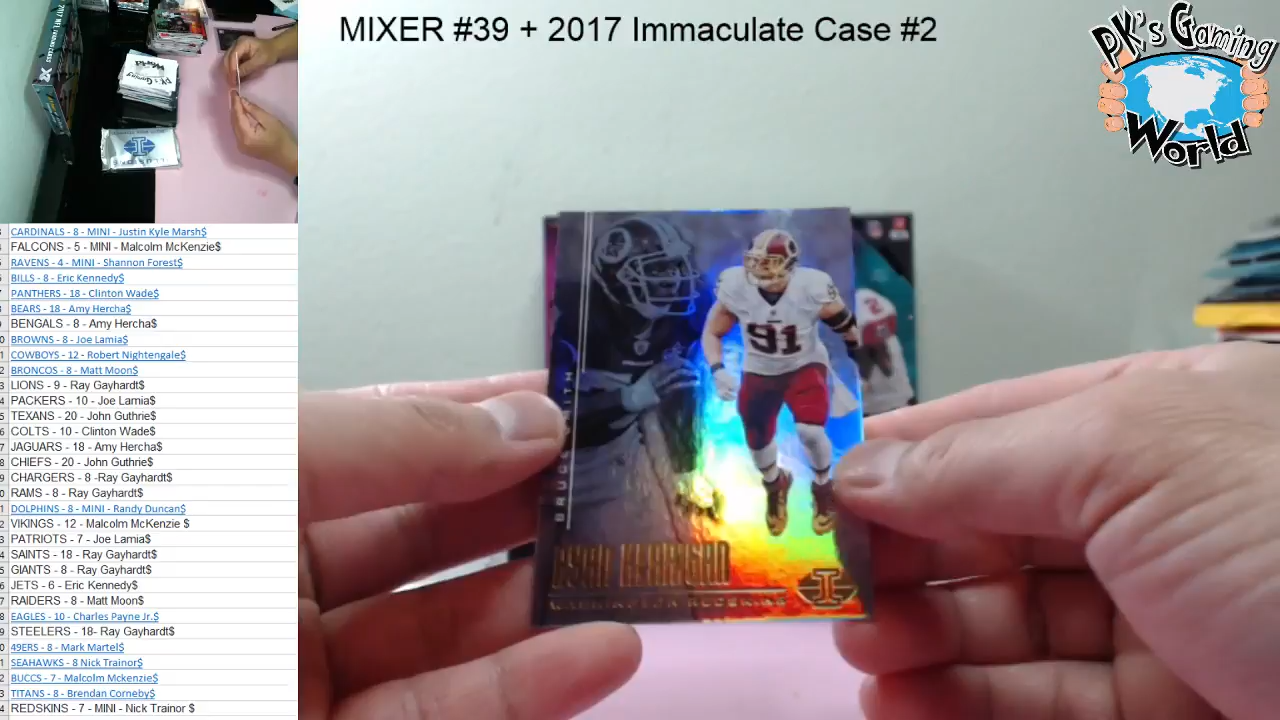 MIXER #39 + 2017 Immaculate Case #2
PK's Gaming
World
CARDINALS - 8 - MINI - Justin Kyle Marsh$
FALCONS - 5 - MINI - Malcolm McKenzie$
RAVENS - 4 - MINI - Shannon Forest$
BILLS - 8 - Eric Kennedy$
PANTHERS - 18 - Clinton Wade$
BEARS - 18 - Amy Hercha$
BENGALS - 8 - Amy Hercha$
BROWNS - 8 - Joe Lamia$
COWBOYS - 12 - Robert Nightengale$
BRONCOS - 8 - Matt Moon$
LIONS - 9 - Ray Gayhardt$
PACKERS - 10 - Joe Lamia$
TEXANS - 20 - John Guthrie$
COLTS - 10 - Clinton Wade$
JAGUARS - 18 - Amy Hercha$
CHIEFS - 20 - John Guthrie$
CHARGERS - 8 -Ray Gayhardt$
RAMS - 8 - Ray Gayhardt$
DOLPHINS - 8 - MINI - Randy Duncan$
VIKINGS - 12 - Malcolm McKenzie $
PATRIOTS - 7 - Joe Lamia$
SAINTS - 18 - Ray Gayhardt$
GIANTS - 8 - Ray Gayhardt$
JETS - 6 - Eric Kennedy$
RAIDERS - 8 - Matt Moon$
EAGLES - 10 - Charles Payne Jr.$
STEELERS - 18- Ray Gayhardt$
49ERS - 8 - Mark Martel$
SEAHAWKS - 8 Nick Trainor$
BUCCS - 7 - Malcolm Mckenzie$
TITANS - 8 - Brendan Corneby$
REDSKINS - 7 - MINI - Nick Trainor $
91
BRUCE SMITH
RYAN KERRIGAN
WASHINGTON REDSKINS
I